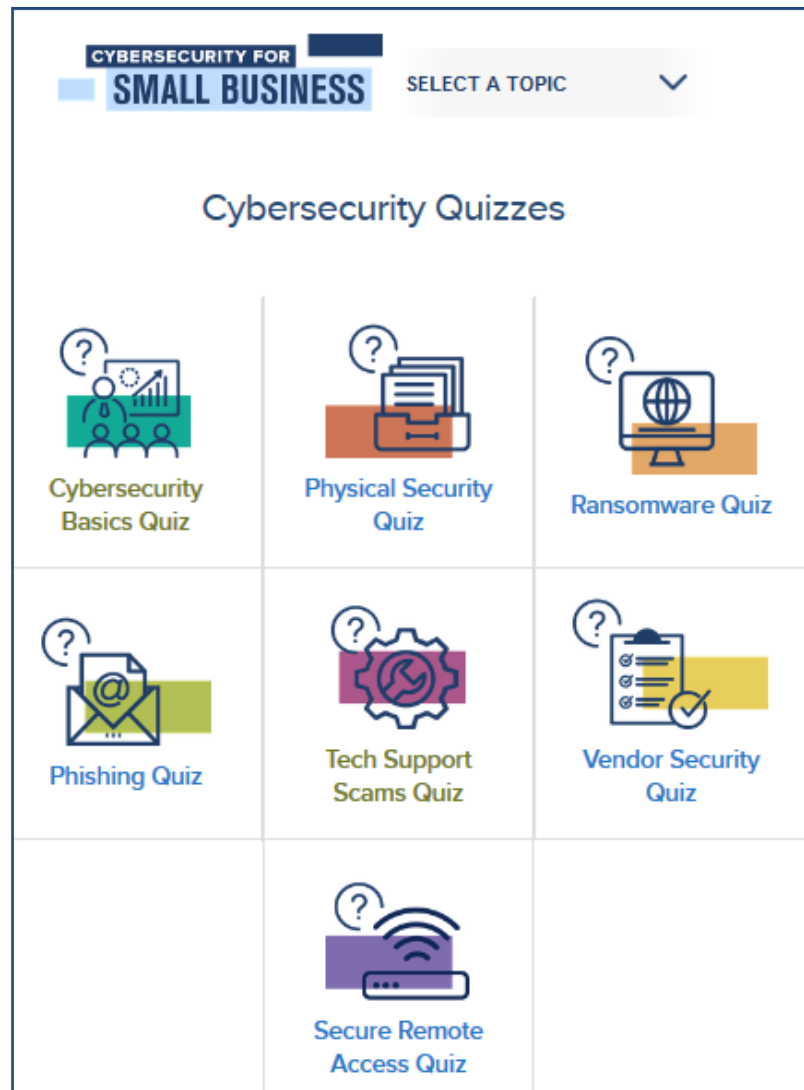 CYBERSECURITY FOR
SMALL BUSINESS
SELECT A TOPIC
Cybersecurity Quizzes
?
Cybersecurity
Basics Quiz
?
Physical Security
Quiz
?
Ransomware Quiz
?
@
Phishing Quiz
?
Tech Support
Scams Quiz
?
Vendor Security
Quiz
?
Secure Remote
Access Quiz